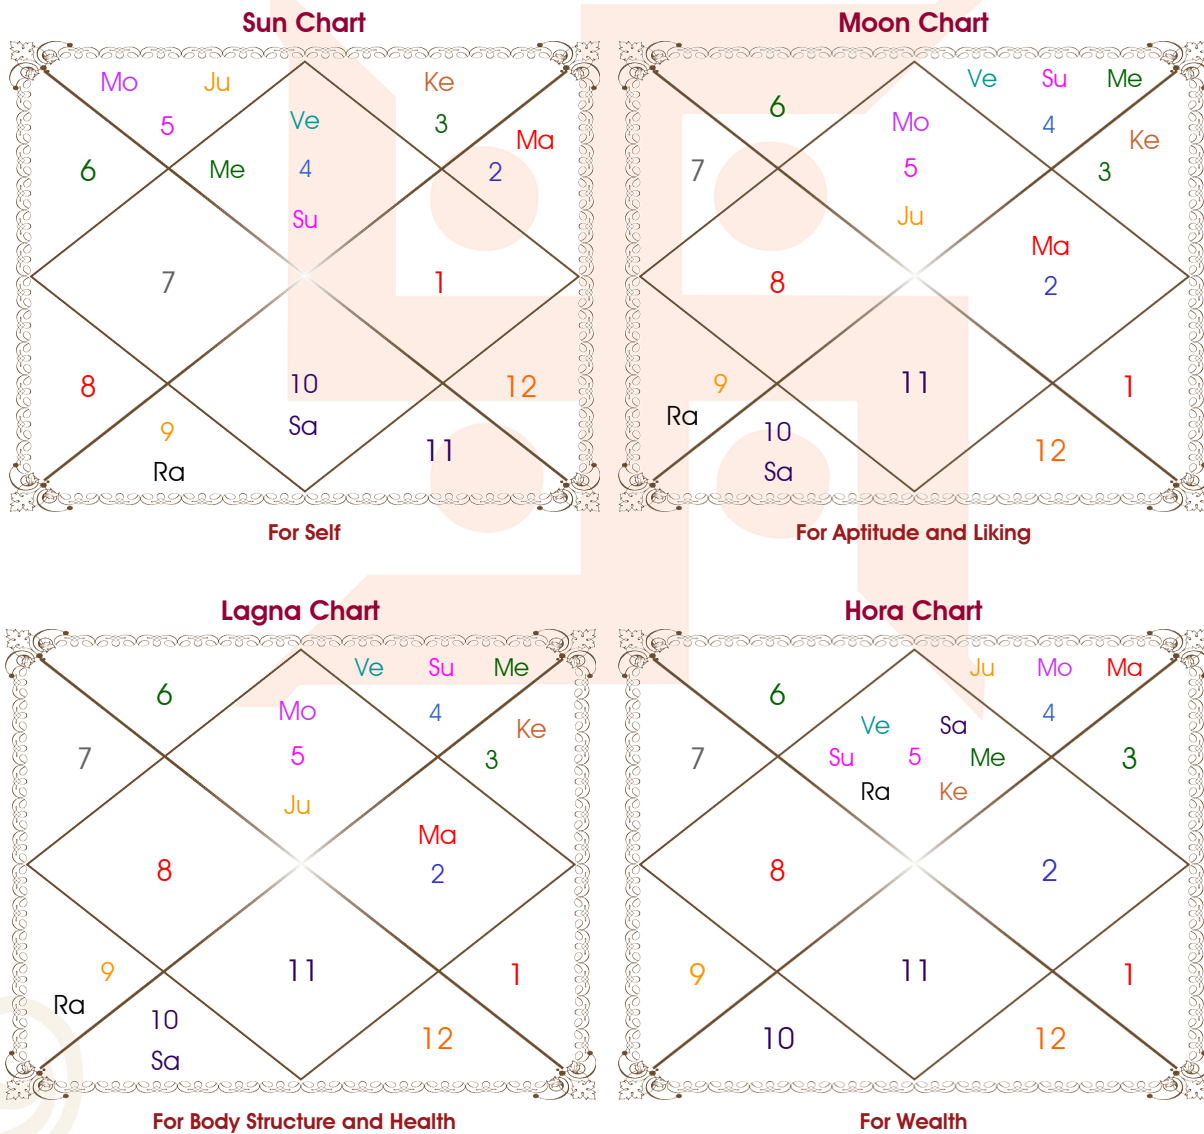 Sun Chart
Mo Ju Ke
5 Ve 3 Ma
6 Me 4 2
Su
7 1
8 10 12
Sa
9 11
Ra
For Self
Moon Chart
Ve Su Me
6 Mo 4 Ke
7 5 3
Ju
Ma
8 2
9 11 1
Ra
10 12
Sa
For Aptitude and Liking
Lagna Chart
Ve Su Me
6 Mo 4 Ke
7 5 3
Ju
Ma
8 2
9 11 1
Ra
10 12
Sa
For Body Structure and Health
Hora Chart
Ju Mo Ma
6 4
Ve Sa
7 Su 5 Me 3
Ra Ke
8 2
9 11 1
10 12
For Wealth